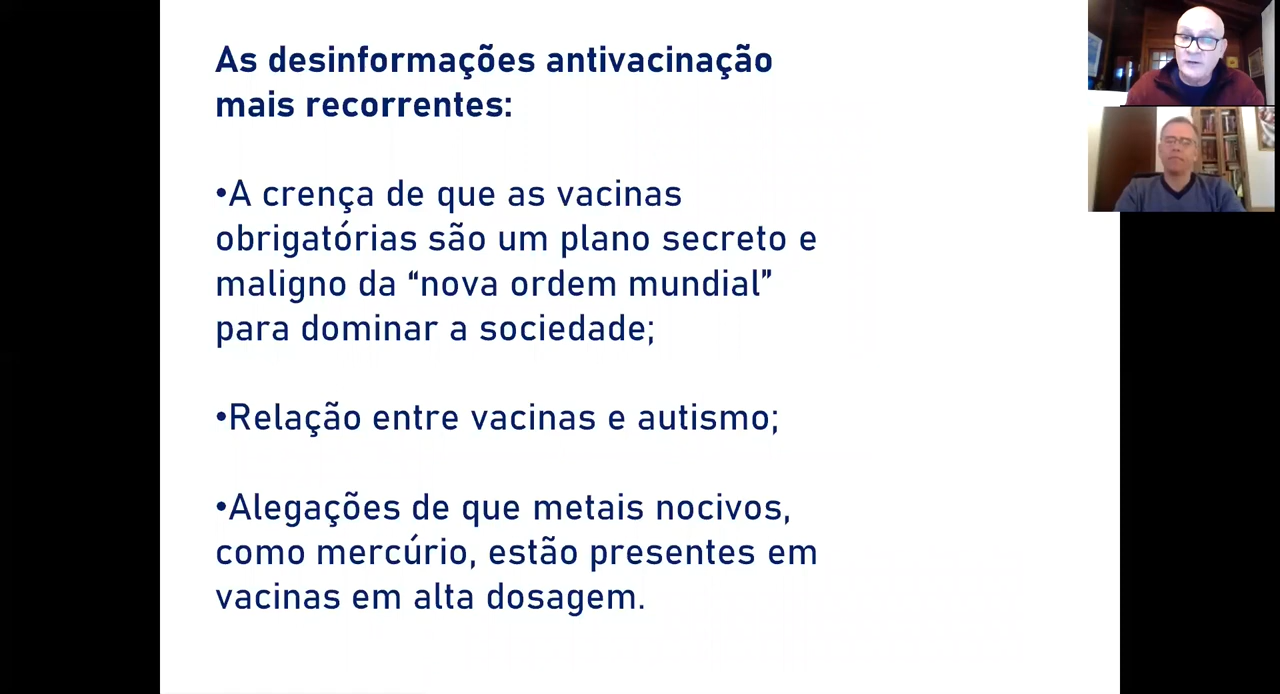 As desinformações antivacinação
mais recorrentes:
•A crença de que as vacinas
obrigatórias são um plano secreto e
maligno da “nova ordem mundial”
para dominar a sociedade;
•Relação entre vacinas e autismo;
•Alegações de que metais nocivos,
como mercúrio, estão presentes em
vacinas em alta dosagem.